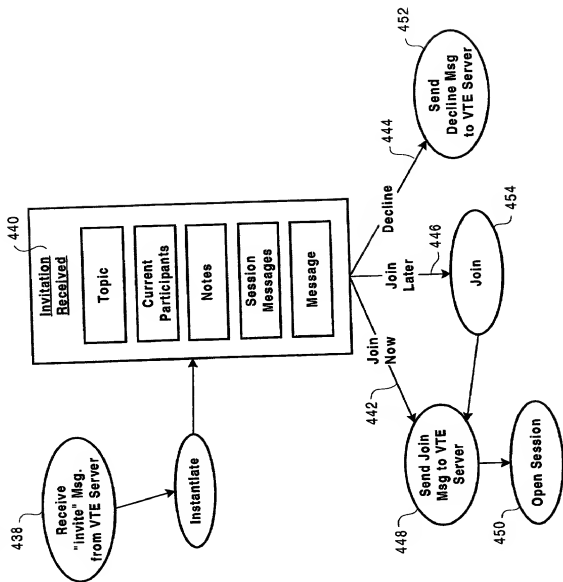 438
Receive
"invite" Msg.
from VTE Server
Instantiate
440
Invitation
Received
Topic
Current
Participants
Notes
Session
Messages
Message
442
Join
Now
Join
Later
446
Decline
444
448
Send Join
Msg to VTE
Server
450
Open Session
Join
454
Send
Decline Msg
to VTE Server
452